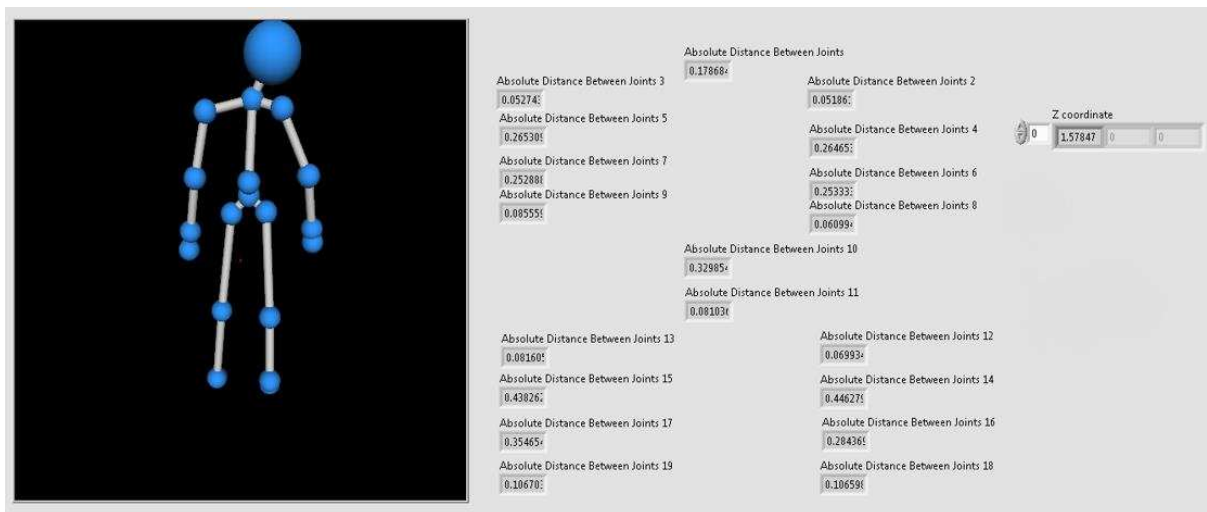 Absolute Distance Between Joints
0.17868
Absolute Distance Between Joints 3
0.05274
Absolute Distance Between Joints 2
0.05186
Absolute Distance Between Joints 5
0.26530
Absolute Distance Between Joints 4
0.26465
Z coordinate
0 1.57847 0 0
Absolute Distance Between Joints 7
0.25288
Absolute Distance Between Joints 6
0.25333
Absolute Distance Between Joints 9
0.08555
Absolute Distance Between Joints 8
0.06099
Absolute Distance Between Joints 10
0.32985
Absolute Distance Between Joints 11
0.08103
Absolute Distance Between Joints 13
0.08160
Absolute Distance Between Joints 12
0.06993
Absolute Distance Between Joints 15
0.43826
Absolute Distance Between Joints 14
0.44627
Absolute Distance Between Joints 17
0.35465
Absolute Distance Between Joints 16
0.28436
Absolute Distance Between Joints 19
0.10670
Absolute Distance Between Joints 18
0.10659